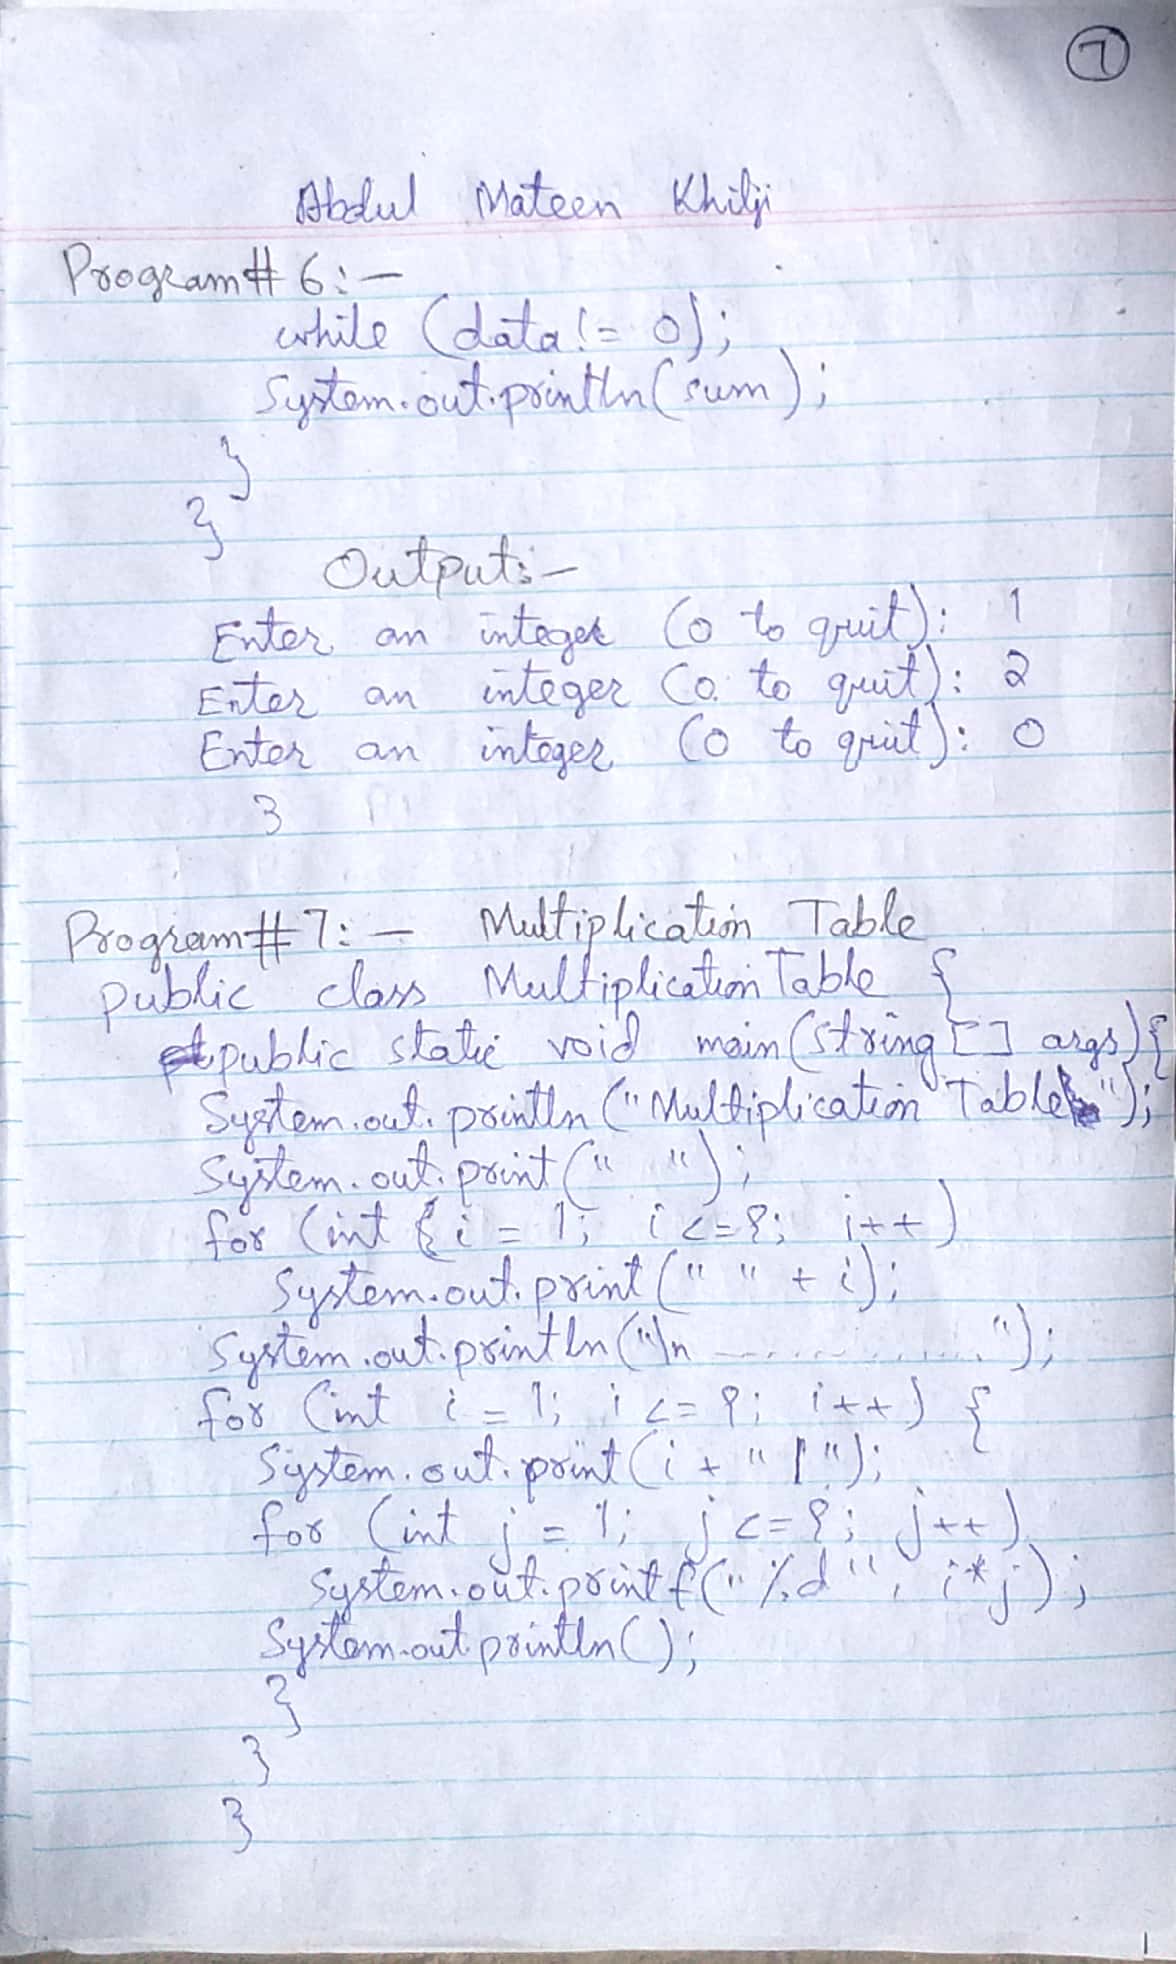 7
Abdul Mateen Khilji
Program# 6:-
while (data != 0);
System.out.println(sum);
}
}
Output:-
Enter an integer (0 to quit): 1
Enter an integer (0 to quit): 2
Enter an integer (0 to quit): 0
3
Program# 7:- Multiplication Table
public class MultiplicationTable {
public static void main(string[] args){
System.out.println("Multiplication Table");
System.out.print(" ");
for (int i = 1; i <= 9; i++)
System.out.print(" " + i);
System.out.println("\n ............. ");
for (int i = 1; i <= 9; i++) {
System.out.print(i + " | ");
for (int j = 1; j <= 9; j++)
System.out.printf("%d", i*j);
System.out println();
}
}
}